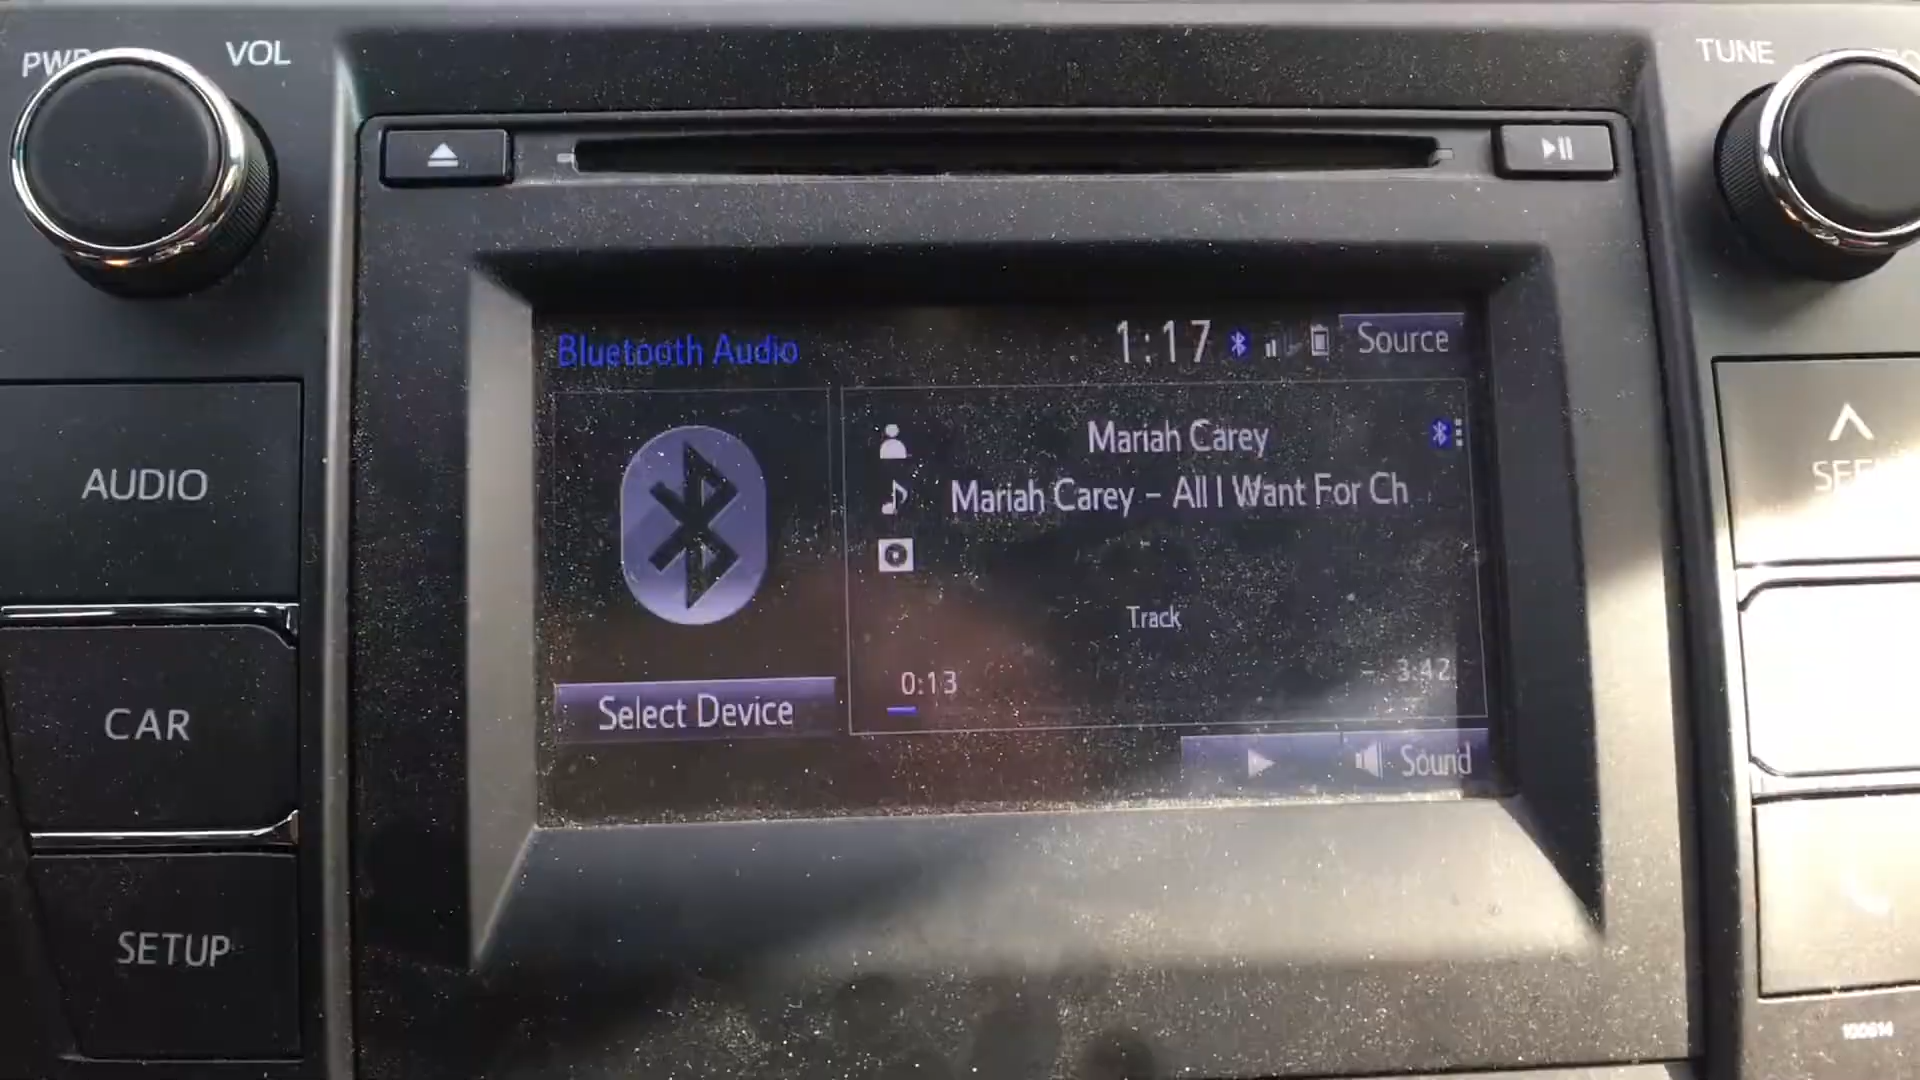 PWR
VOL
TUNE
Bluetooth Audio
1:17
Source
Mariah Carey
Mariah Carey – All I Want For Ch
Track
0:13
– 3:42
Select Device
Sound
AUDIO
CAR
SETUP
100614